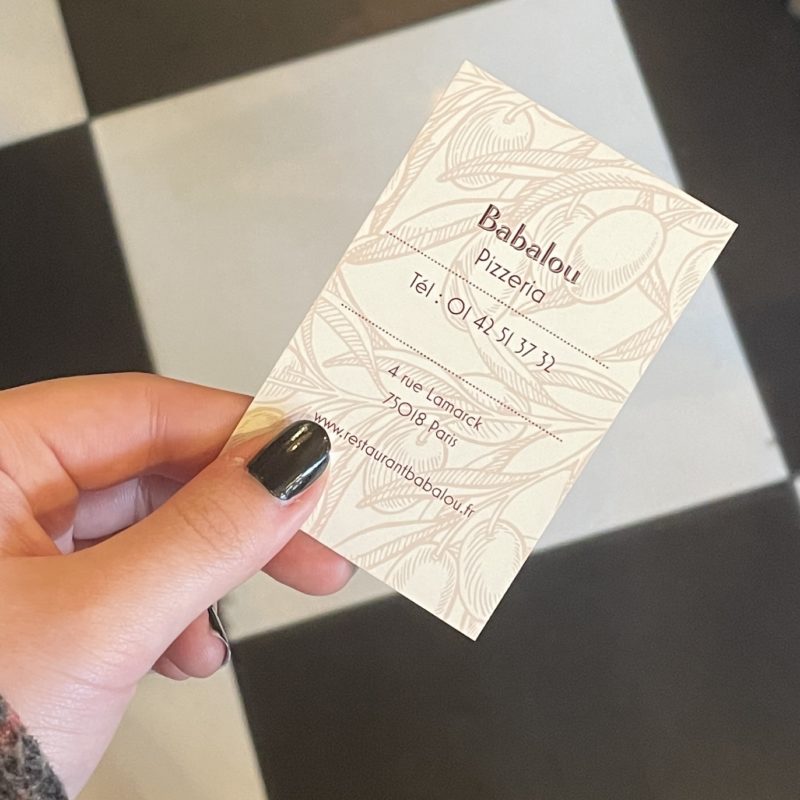 Babalou
Pizzeria
Tél : 01 42 51 37 32
4 rue Lamarck
75018 Paris
www.restaurantbabalou.fr